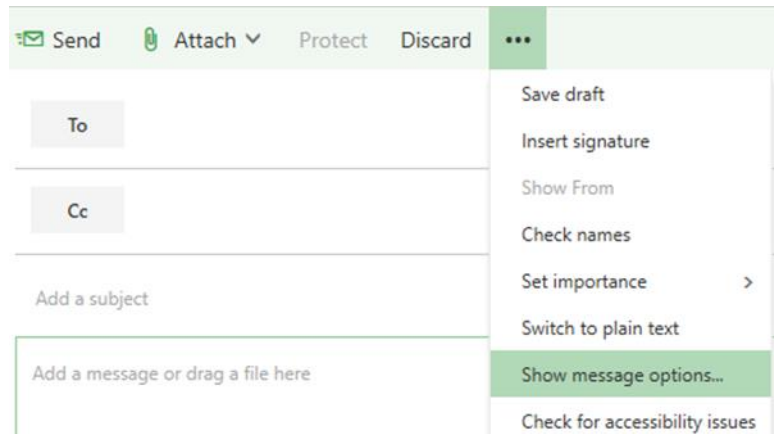 Send Attach Protect Discard •••
Save draft
To
Insert signature
Show From
Cc
Check names
Set importance >
Add a subject
Switch to plain text
Add a message or drag a file here
Show message options...
Check for accessibility issues